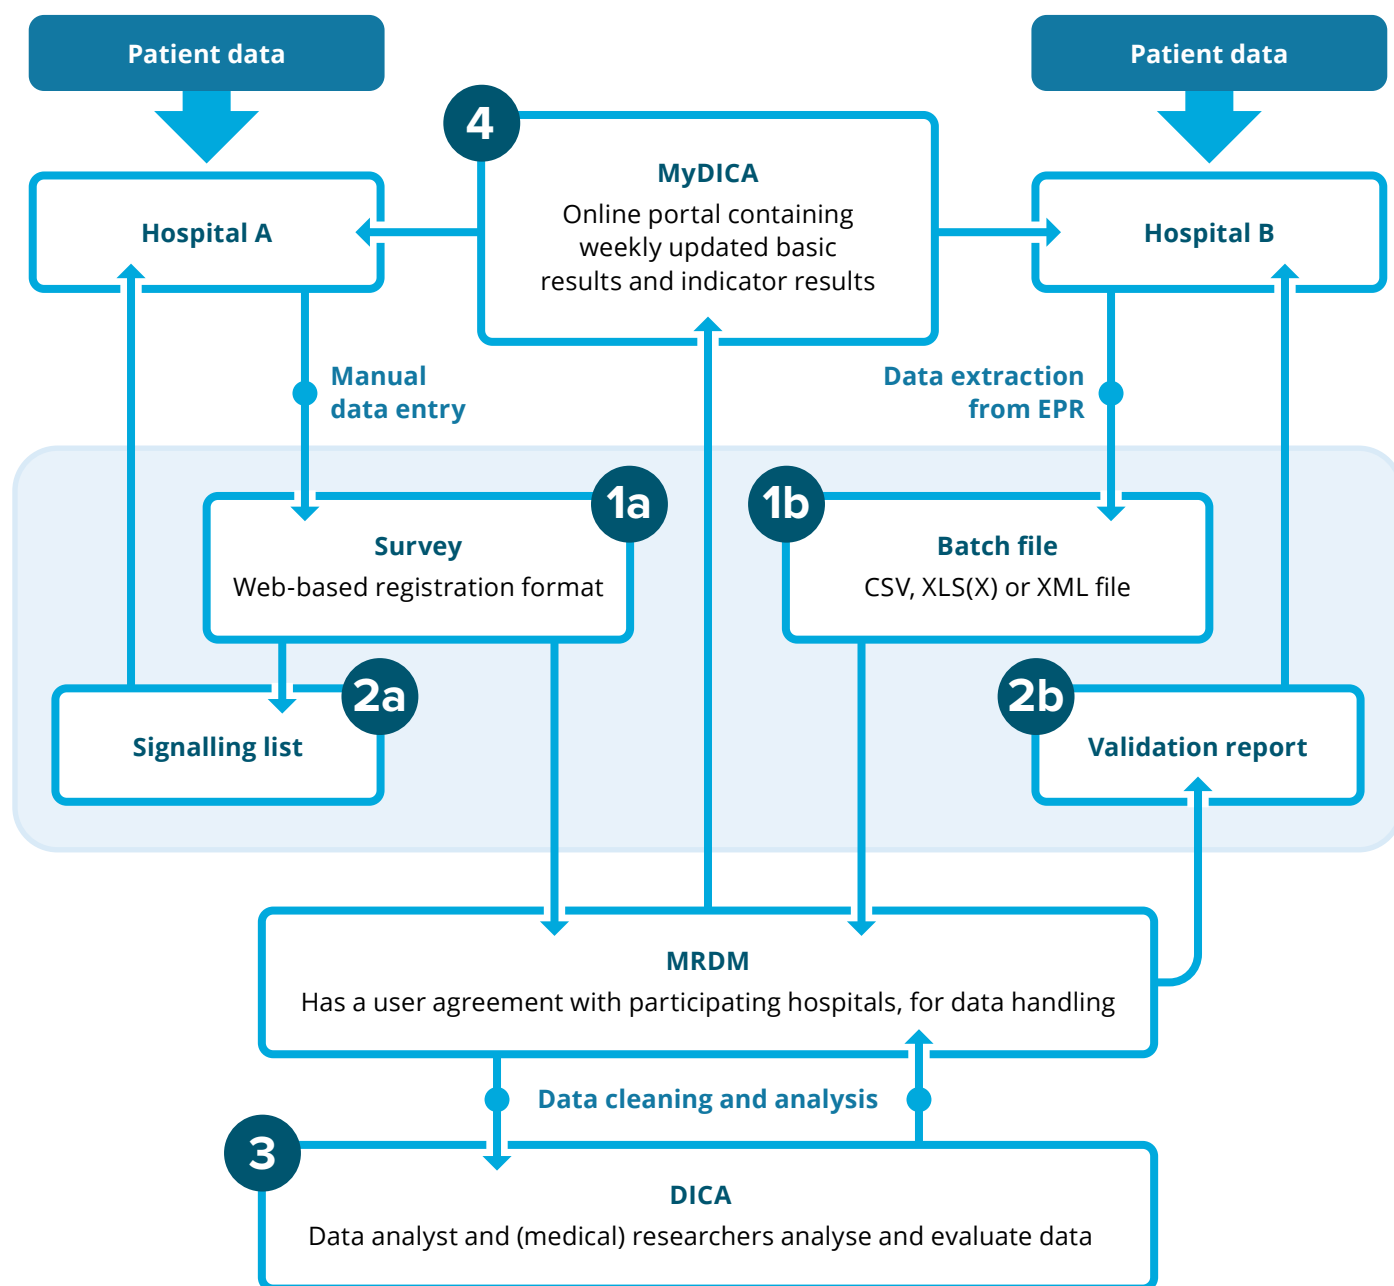 Patient data
Patient data
4
MyDICA
Online portal containing
weekly updated basic
results and indicator results
Hospital A
Hospital B
Manual
data entry
Data extraction
from EPR
1a
Survey
Web-based registration format
1b
Batch file
CSV, XLS(X) or XML file
2a
Signalling list
2b
Validation report
MRDM
Has a user agreement with participating hospitals, for data handling
Data cleaning and analysis
3
DICA
Data analyst and (medical) researchers analyse and evaluate data